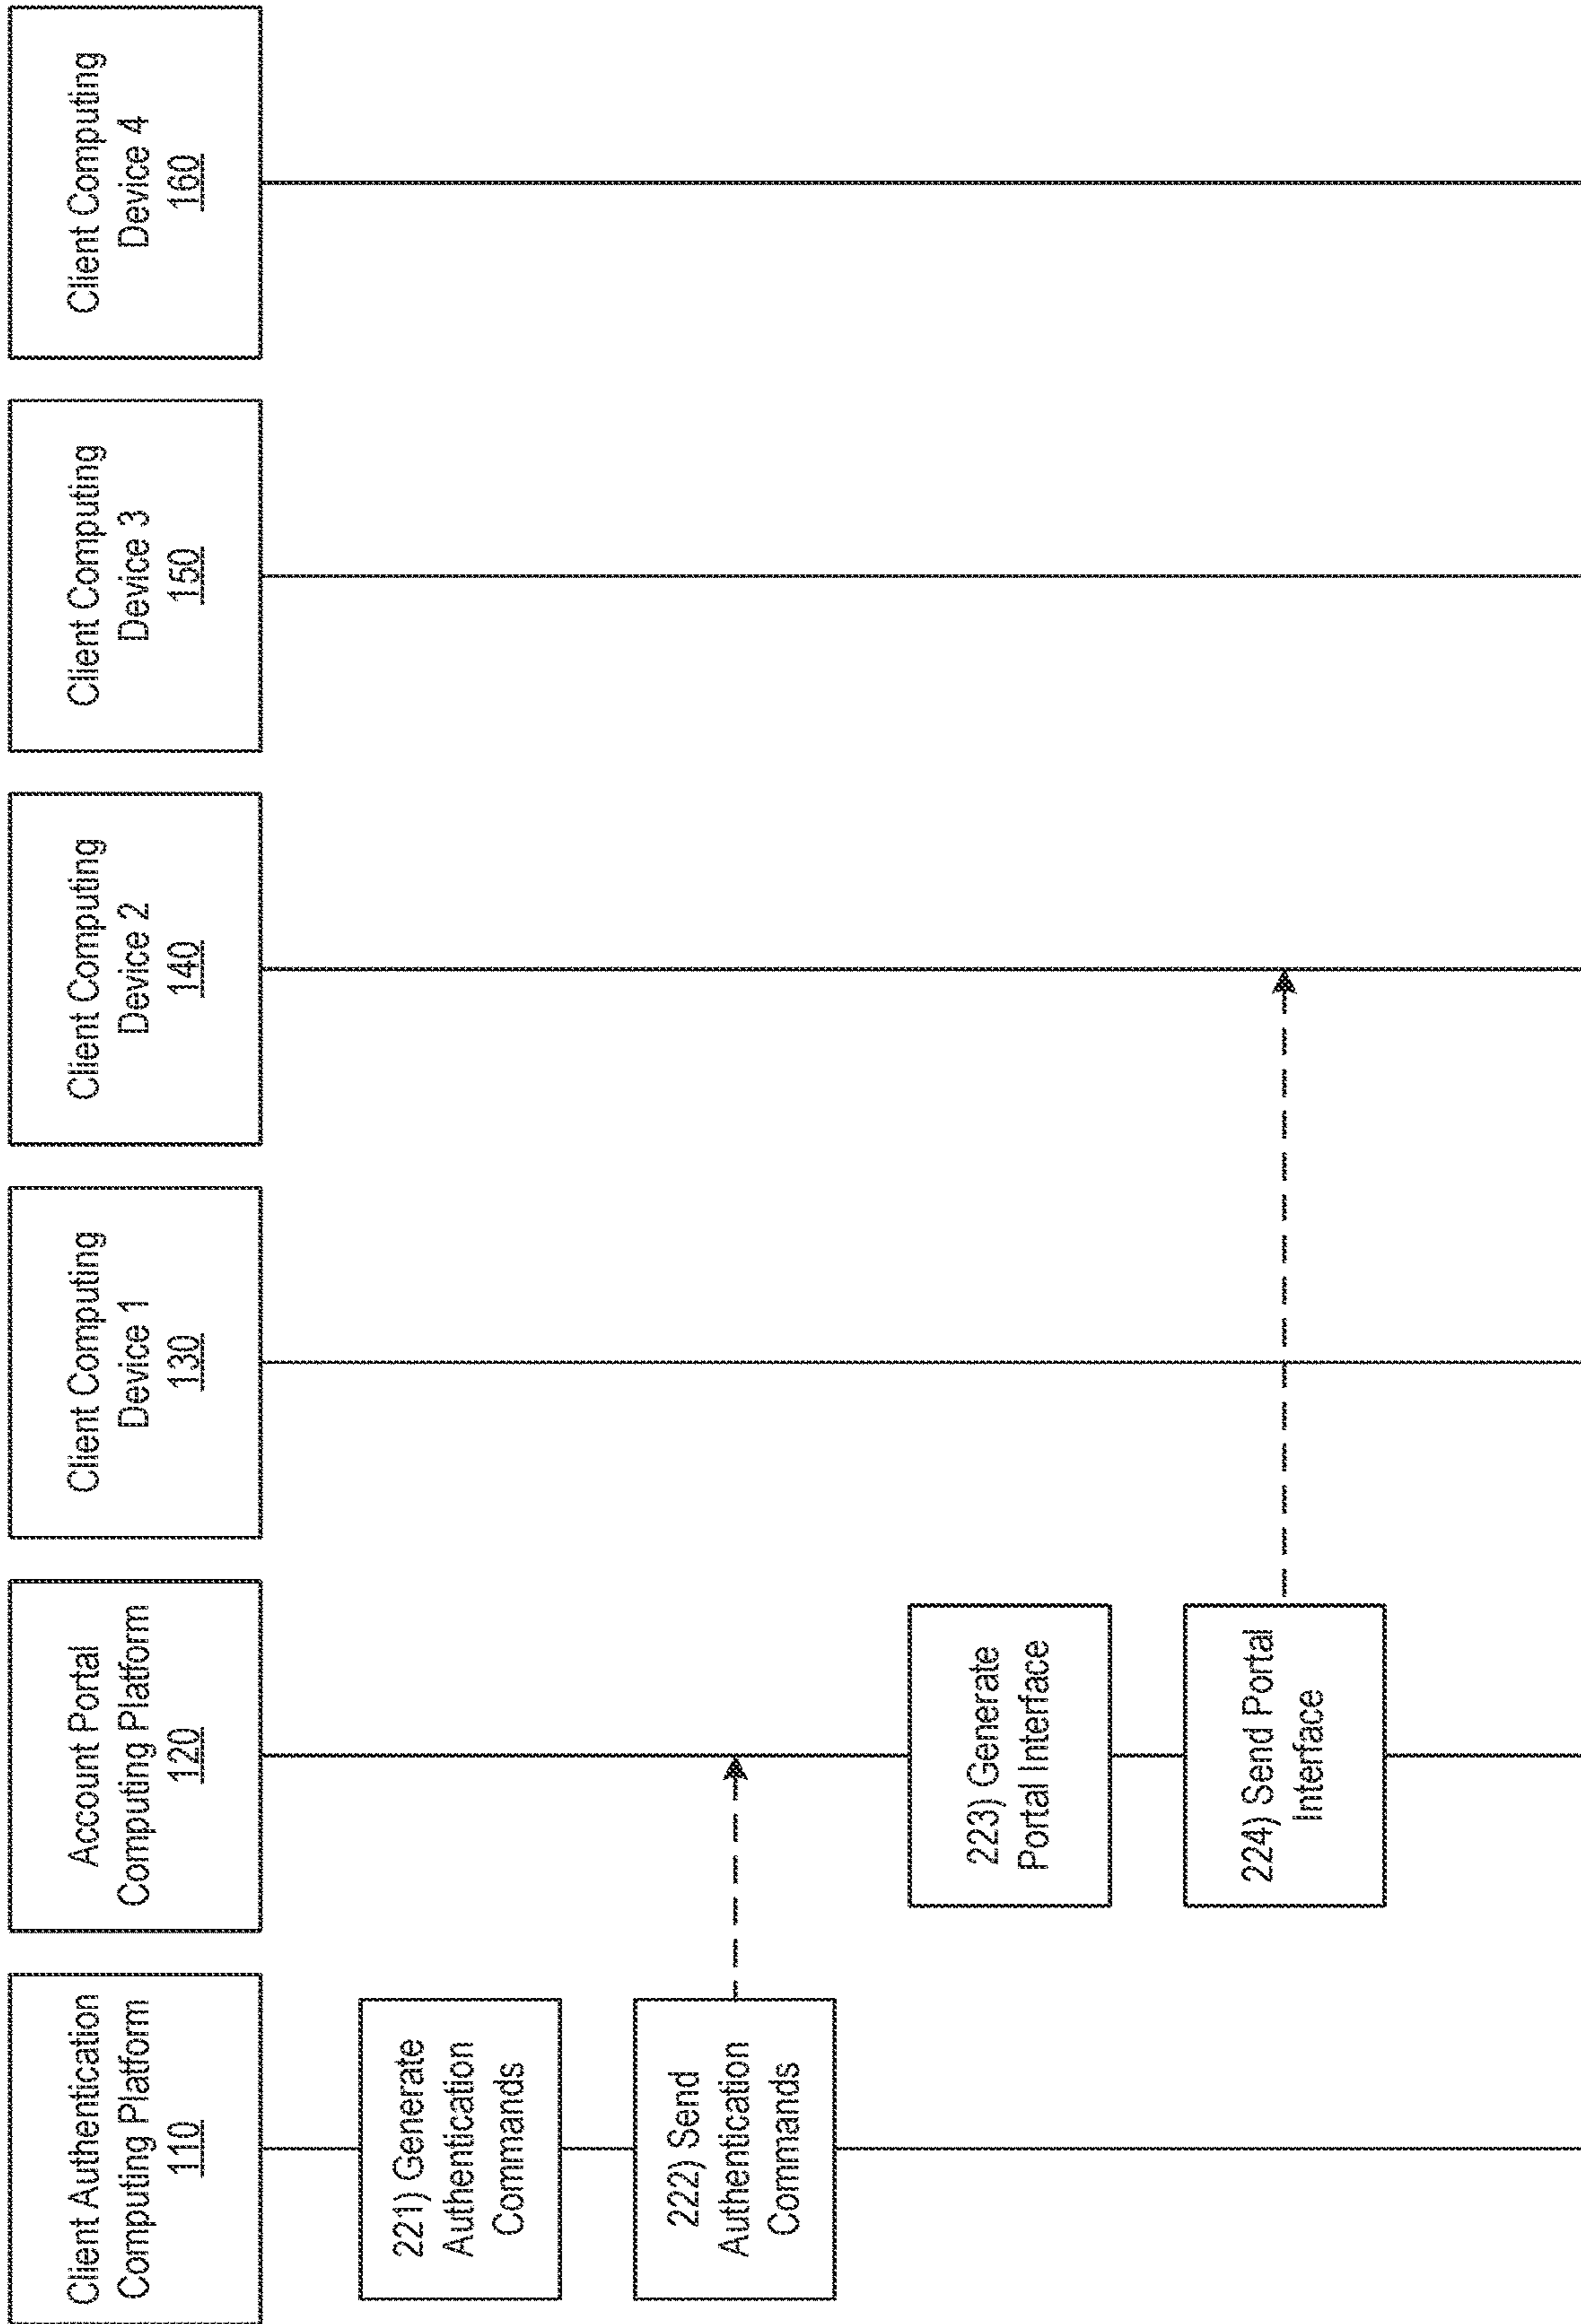 Client Authentication
Computing Platform
110
Account Portal
Computing Platform
120
Client Computing
Device 1
130
Client Computing
Device 2
140
Client Computing
Device 3
150
Client Computing
Device 4
160
221) Generate
Authentication
Commands
222) Send
Authentication
Commands
223) Generate
Portal Interface
224) Send Portal
Interface